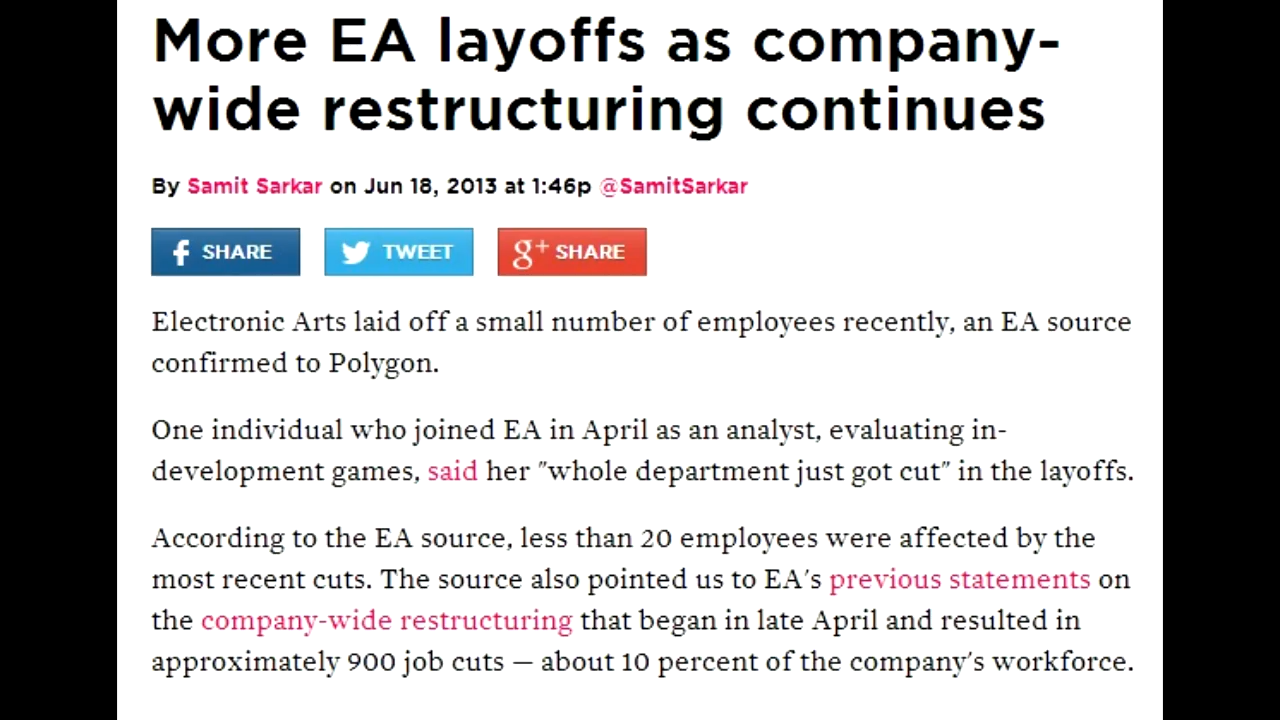 More EA layoffs as company-
wide restructuring continues
By Samit Sarkar on Jun 18, 2013 at 1:46p @SamitSarkar
f SHARE TWEET g+ SHARE
Electronic Arts laid off a small number of employees recently, an EA source
confirmed to Polygon.
One individual who joined EA in April as an analyst, evaluating in-
development games, said her "whole department just got cut" in the layoffs.
According to the EA source, less than 20 employees were affected by the
most recent cuts. The source also pointed us to EA's previous statements on
the company-wide restructuring that began in late April and resulted in
approximately 900 job cuts — about 10 percent of the company's workforce.